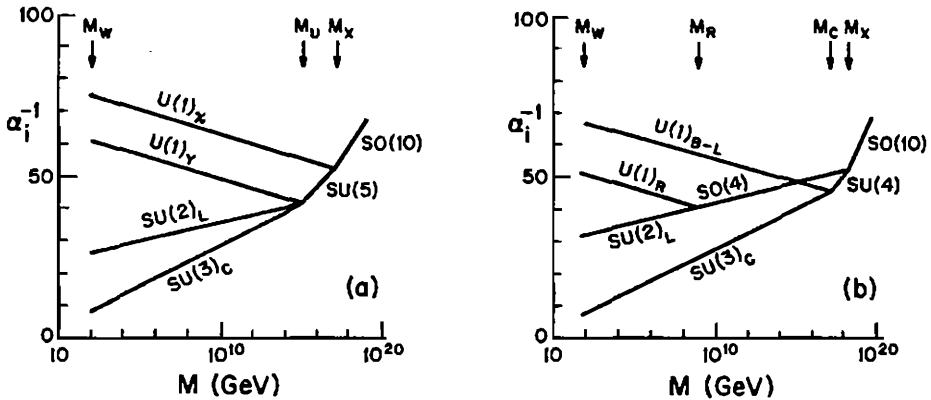 100
50
0
α_i^-1
M_W
M_U
M_X
U(1)_χ
U(1)_Y
SU(2)_L
SU(3)_C
SU(5)
SO(10)
(a)
10
10^10
10^20
M (GeV)
100
50
0
α_i^-1
M_W
M_R
M_C
M_X
U(1)_B-L
U(1)_R
SO(4)
SU(2)_L
SU(3)_C
SU(4)
SO(10)
(b)
10
10^10
10^20
M (GeV)